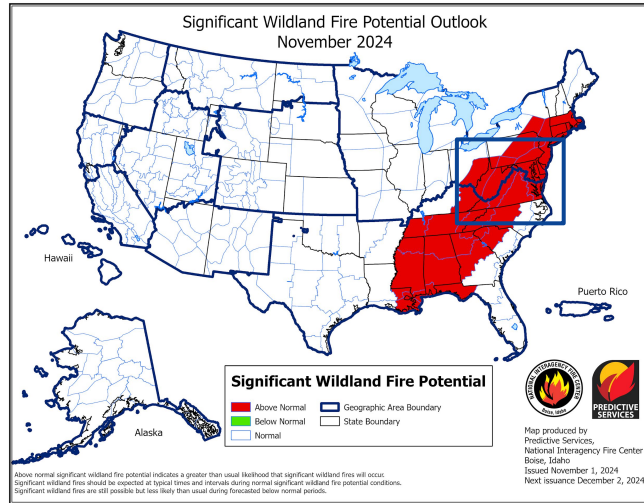 Significant Wildland Fire Potential Outlook
November 2024
Hawaii
Puerto Rico
Alaska
Significant Wildland Fire Potential
Above Normal
Geographic Area Boundary
Below Normal
State Boundary
Normal
NATIONAL INTERAGENCY FIRE CENTER
Boise, Idaho
PREDICTIVE
SERVICES
Map produced by
Predictive Services,
National Interagency Fire Center
Boise, Idaho
Issued November 1, 2024
Next issuance December 2, 2024
Above normal significant wildland fire potential indicates a greater than usual likelihood that significant wildland fires will occur.
Significant wildland fires should be expected at typical times and intervals during normal significant wildland fire potential conditions.
Significant wildland fires are still possible but less likely than usual during forecasted below normal periods.